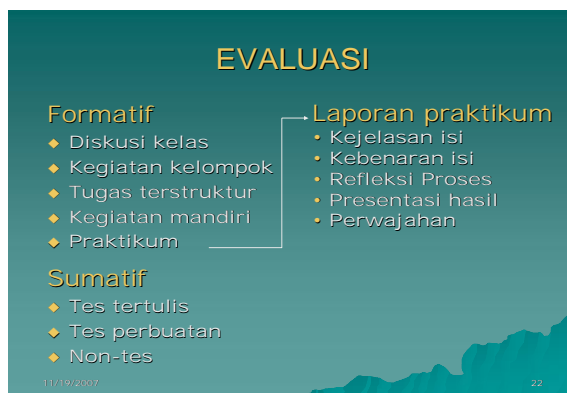 EVALUASI
Formatif
Diskusi kelas
Kegiatan kelompok
Tugas terstruktur
Kegiatan mandiri
Praktikum
Sumatif
Tes tertulis
Tes perbuatan
Non-tes
Laporan praktikum
Kejelasan isi
Kebenaran isi
Refleksi Proses
Presentasi hasil
Perwajahan
11/19/2007
22